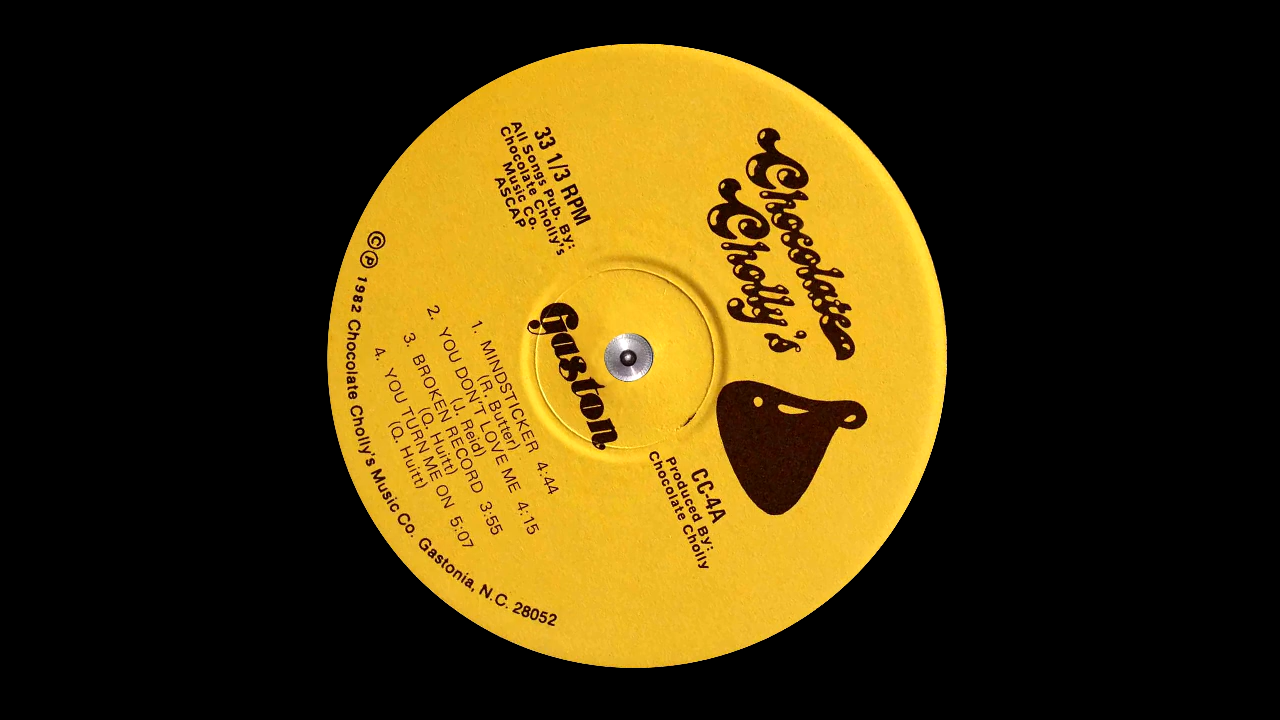 Chocolate
Cholly's
33 1/3 RPM
All Songs Pub. By:
Chocolate Cholly's
Music Co.
ASCAP
CC-4A
Produced By:
Chocolate Cholly
Gaston
1. MINDSTICKER 4:44
(R. Butter)
2. YOU DON'T LOVE ME 4:15
(J. Reid)
3. BROKEN RECORD 3:55
(Q. Huitt)
4. YOU TURN ME ON 5:07
(Q. Huitt)
©℗ 1982 Chocolate Cholly's Music Co. Gastonia, N.C. 28052